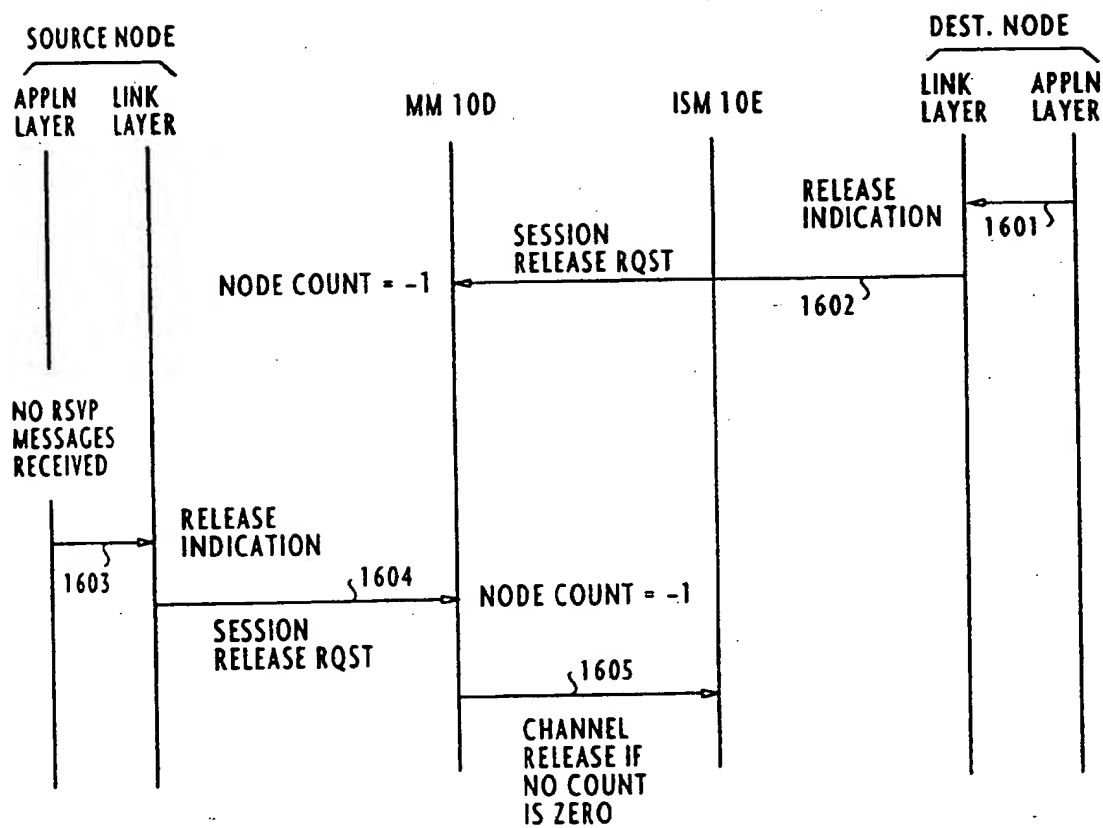 SOURCE NODE
DEST. NODE
APPLN
LAYER
LINK
LAYER
MM 10D
ISM 10E
LINK
LAYER
APPLN
LAYER
RELEASE
INDICATION
1601
SESSION
RELEASE RQST
NODE COUNT = -1
1602
NO RSVP
MESSAGES
RECEIVED
RELEASE
INDICATION
1603
1604
NODE COUNT = -1
SESSION
RELEASE RQST
1605
CHANNEL
RELEASE IF
NO COUNT
IS ZERO